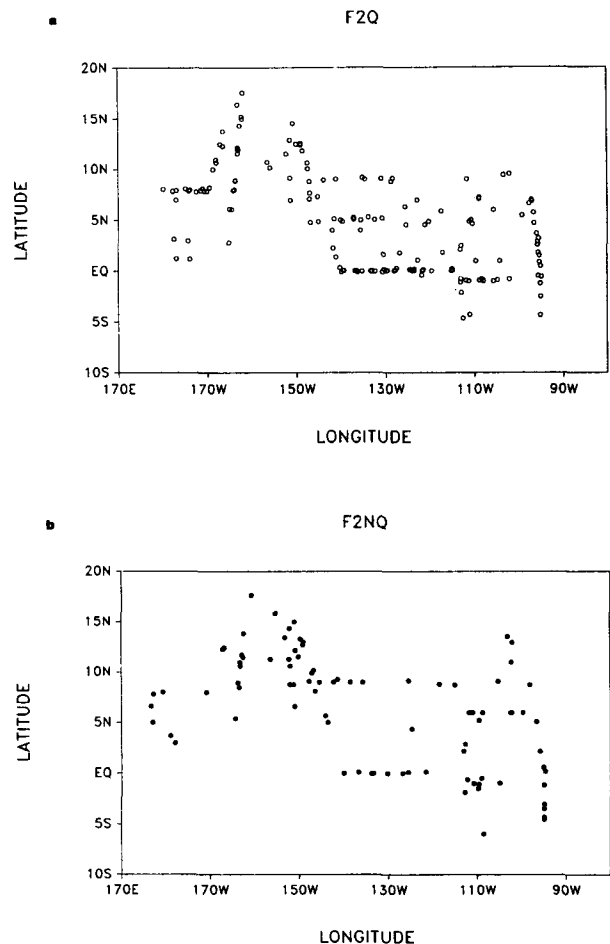 a
F2Q
20N
15N
10N
5N
EQ
5S
10S
LATITUDE
170E
170W
150W
130W
110W
90W
LONGITUDE
b
F2NQ
20N
15N
10N
5N
EQ
5S
10S
LATITUDE
170E
170W
150W
130W
110W
90W
LONGITUDE